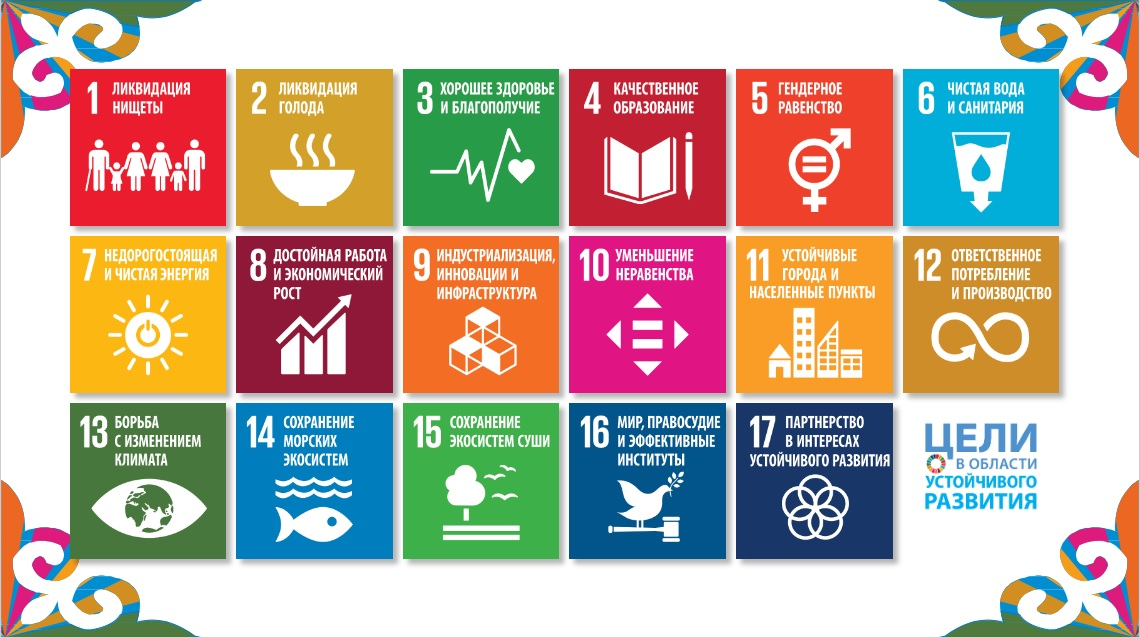 1 ЛИКВИДАЦИЯ
НИЩЕТЫ
2 ЛИКВИДАЦИЯ
ГОЛОДА
3 ХОРОШЕЕ ЗДОРОВЬЕ
И БЛАГОПОЛУЧИЕ
4 КАЧЕСТВЕННОЕ
ОБРАЗОВАНИЕ
5 ГЕНДЕРНОЕ
РАВЕНСТВО
6 ЧИСТАЯ ВОДА
И САНИТАРИЯ
7 НЕДОРОГОСТОЯЩАЯ
И ЧИСТАЯ ЭНЕРГИЯ
8 ДОСТОЙНАЯ РАБОТА
И ЭКОНОМИЧЕСКИЙ
РОСТ
9 ИНДУСТРИАЛИЗАЦИЯ,
ИННОВАЦИИ И
ИНФРАСТРУКТУРА
10 УМЕНЬШЕНИЕ
НЕРАВЕНСТВА
11 УСТОЙЧИВЫЕ
ГОРОДА И
НАСЕЛЕННЫЕ ПУНКТЫ
12 ОТВЕТСТВЕННОЕ
ПОТРЕБЛЕНИЕ
И ПРОИЗВОДСТВО
13 БОРЬБА
С ИЗМЕНЕНИЕМ
КЛИМАТА
14 СОХРАНЕНИЕ
МОРСКИХ
ЭКОСИСТЕМ
15 СОХРАНЕНИЕ
ЭКОСИСТЕМ СУШИ
16 МИР, ПРАВОСУДИЕ
И ЭФФЕКТИВНЫЕ
ИНСТИТУТЫ
17 ПАРТНЕРСТВО
В ИНТЕРЕСАХ
УСТОЙЧИВОГО РАЗВИТИЯ
ЦЕЛИ
В ОБЛАСТИ
УСТОЙЧИВОГО
РАЗВИТИЯ